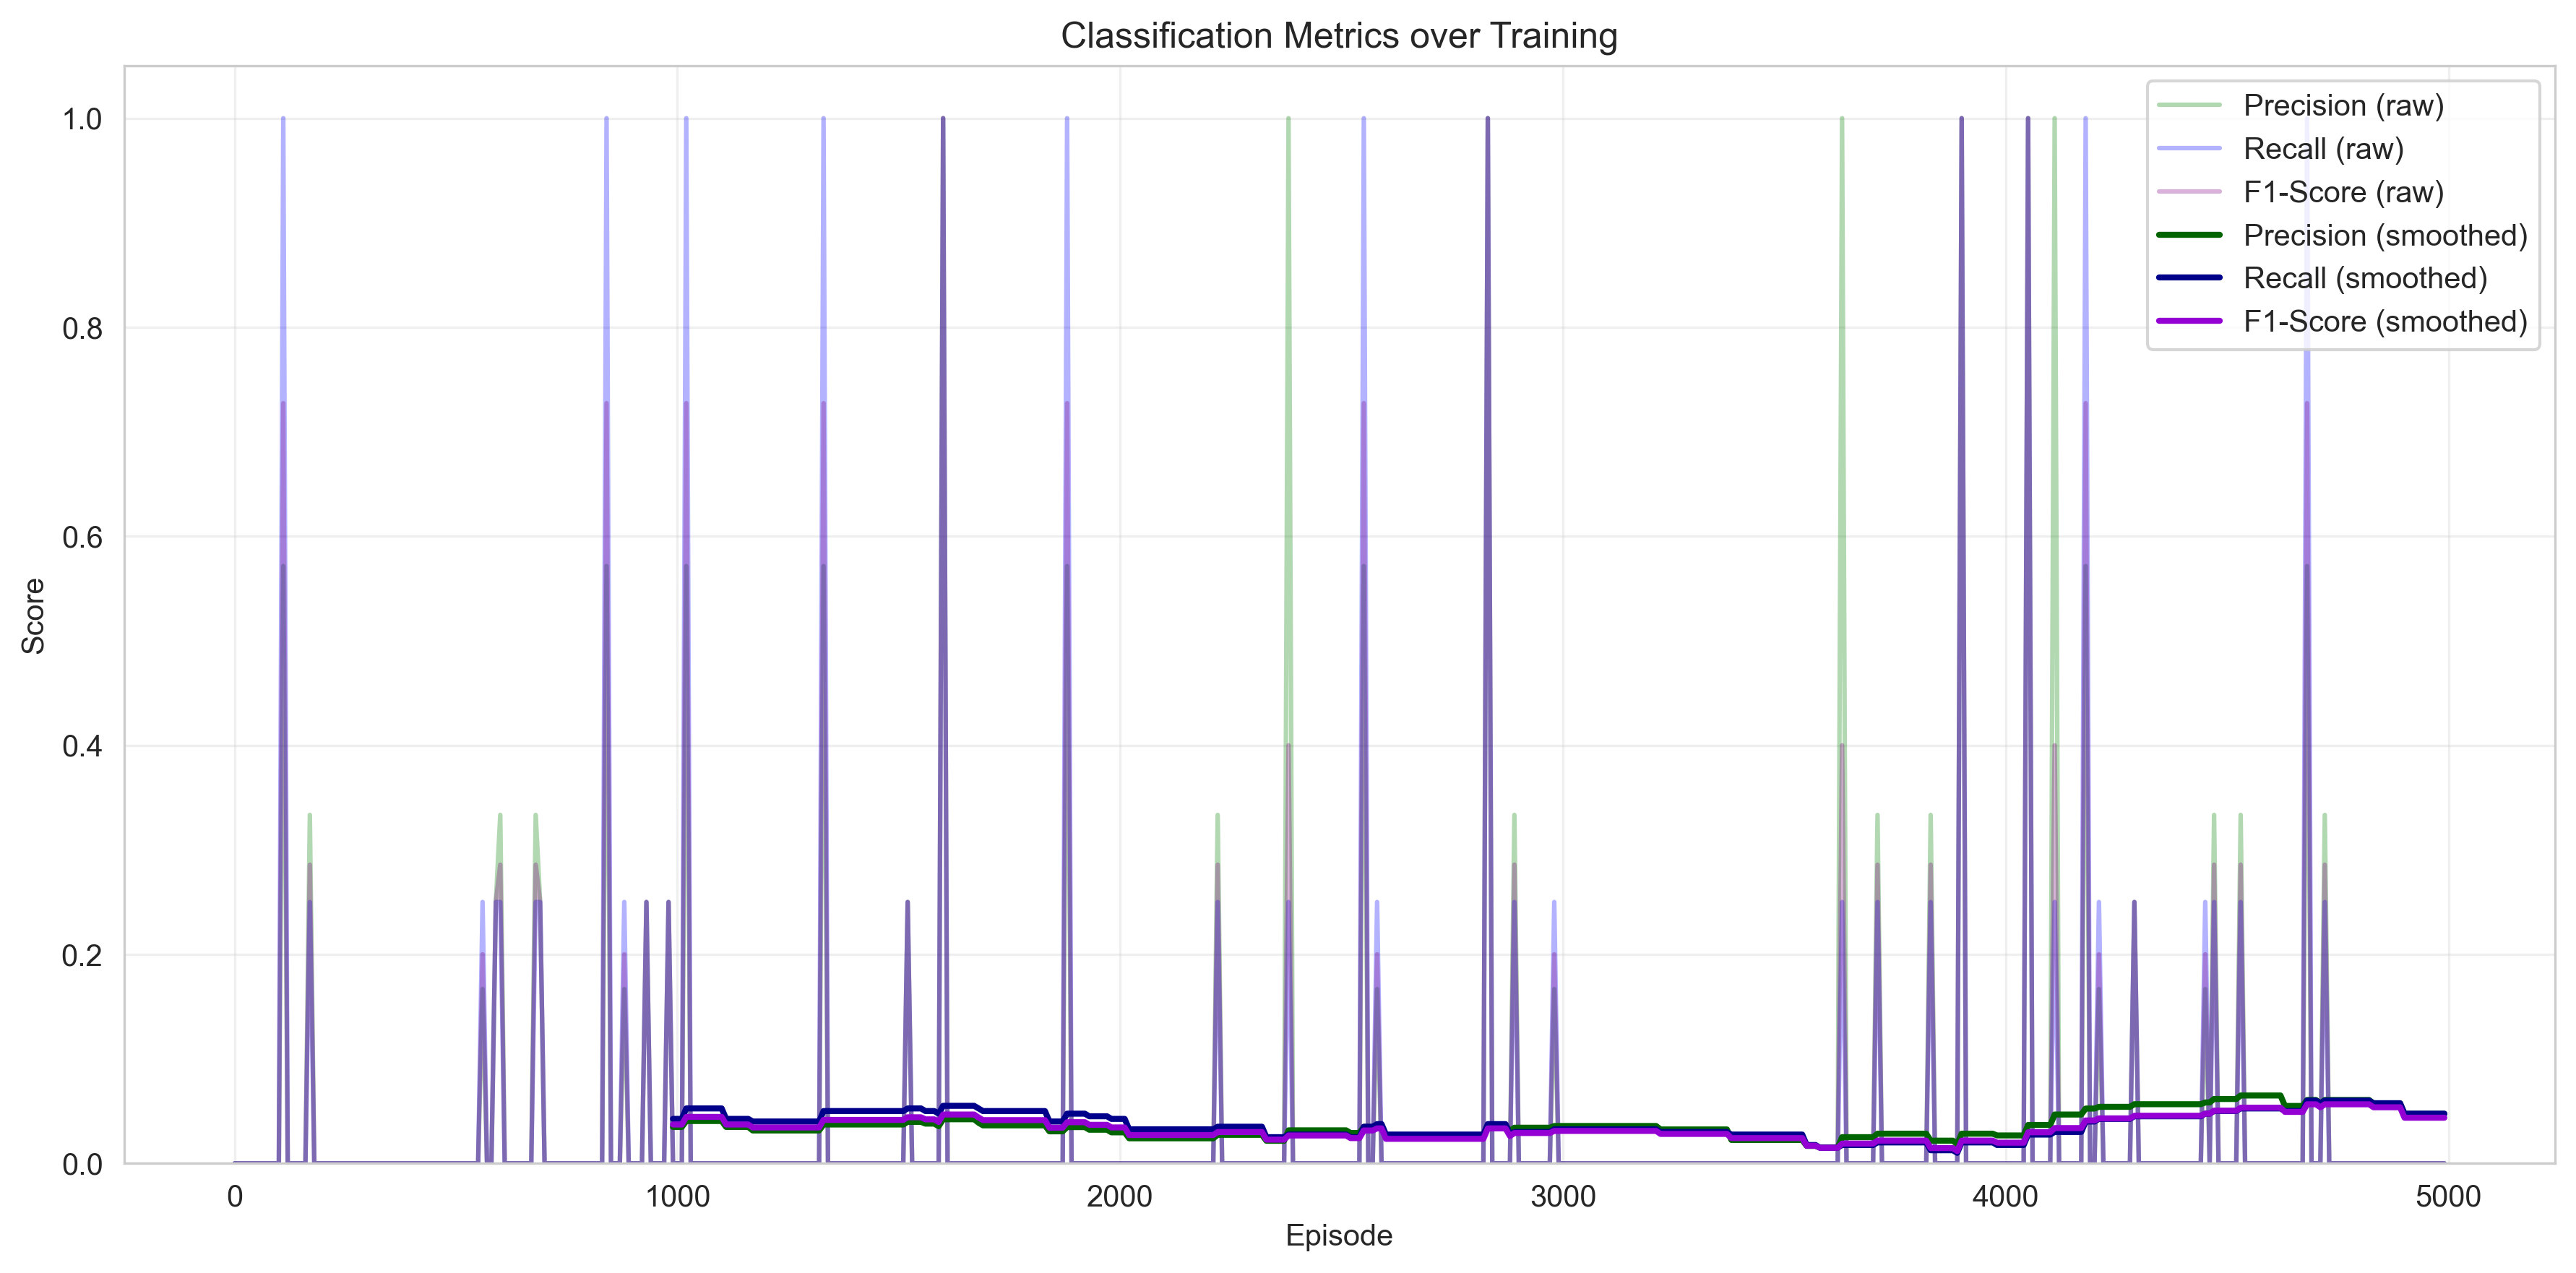 Classification Metrics over Training
1.0
0.8
0.6
0.4
0.2
0.0
Score
Precision (raw)
Recall (raw)
F1-Score (raw)
Precision (smoothed)
Recall (smoothed)
F1-Score (smoothed)
0 1000 2000 3000 4000 5000
Episode